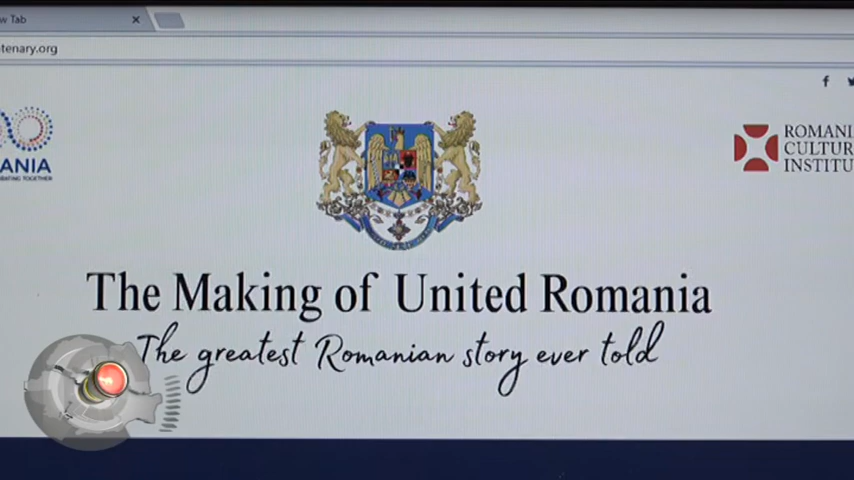 w Tab
tenary.org
ANIA
The Making of United Romania
The greatest Romanian story ever told
ROMANI
CULTUR
INSTITU